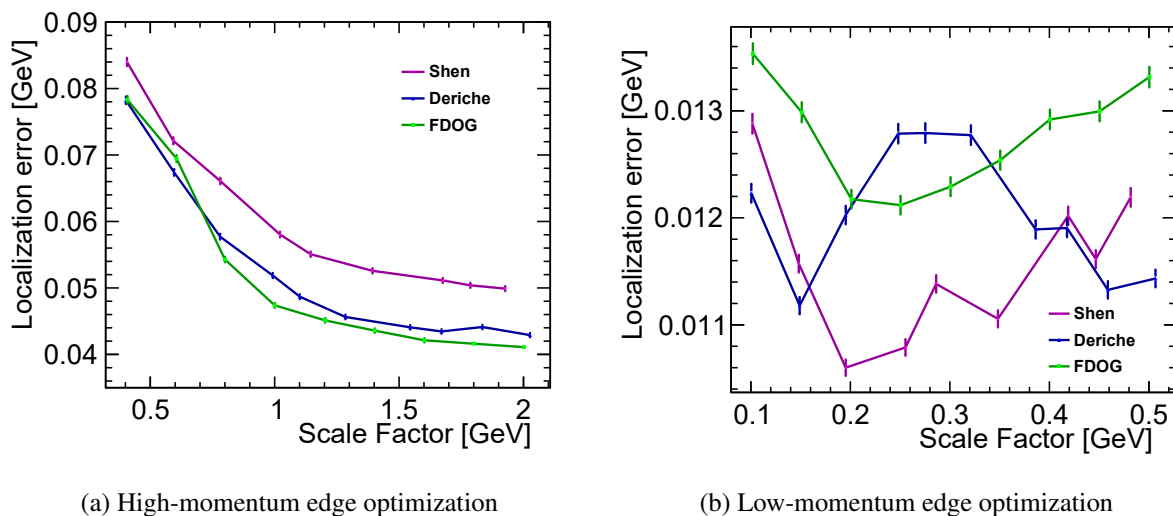 0.09
0.08
0.07
0.06
0.05
0.04
Localization error [GeV]
Shen
Deriche
FDOG
0.5
1
1.5
2
Scale Factor [GeV]
(a) High-momentum edge optimization
0.013
0.012
0.011
Localization error [GeV]
Shen
Deriche
FDOG
0.1
0.2
0.3
0.4
0.5
Scale Factor [GeV]
(b) Low-momentum edge optimization